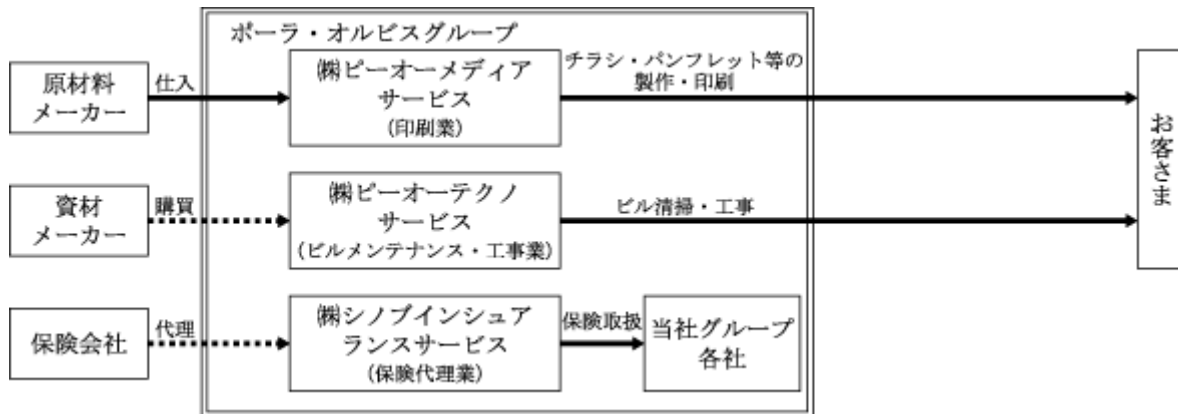 ポーラ・オルビスグループ
原材料
メーカー
仕入
㈱ピーオーメディア
サービス
(印刷業)
チラシ・パンフレット等の
製作・印刷
お客さま
資材
メーカー
購買
㈱ピーオーテクノ
サービス
(ビルメンテナンス・工事業)
ビル清掃・工事
保険会社
代理
㈱シノブインシュア
ランスサービス
(保険代理業)
保険取扱
当社グループ
各社